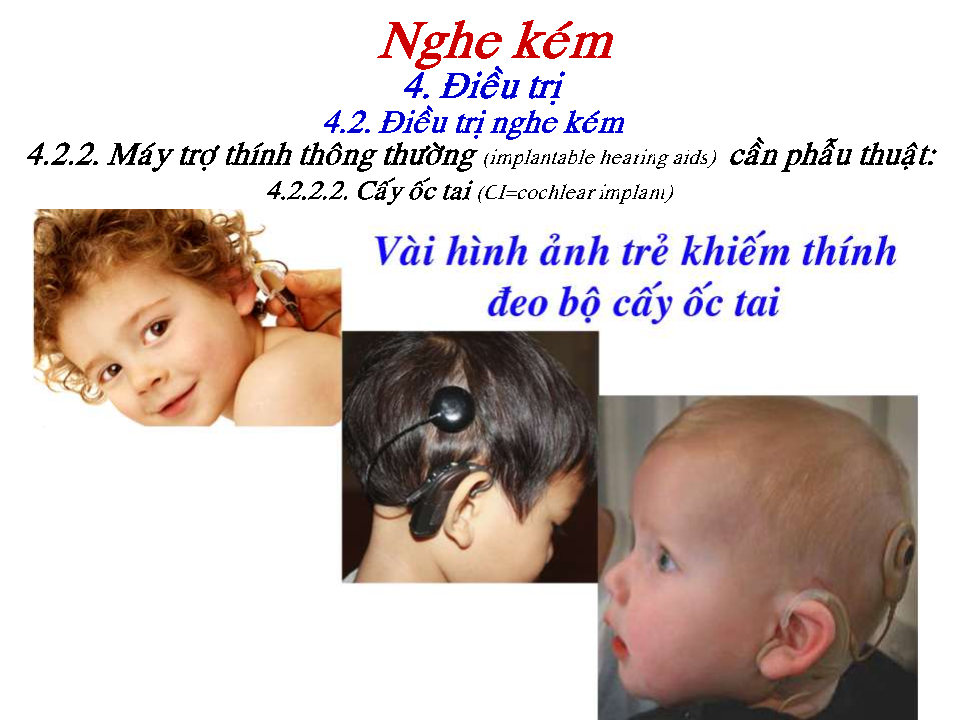 Nghe kém
4. Điều trị
4.2. Điều trị nghe kém
4.2.2. Máy trợ thính thông thường (implantable hearing aids) cần phẫu thuật:
4.2.2.2. Cấy ốc tai (CI=cochlear implant)
Vài hình ảnh trẻ khiếm thính
đeo bộ cấy ốc tai